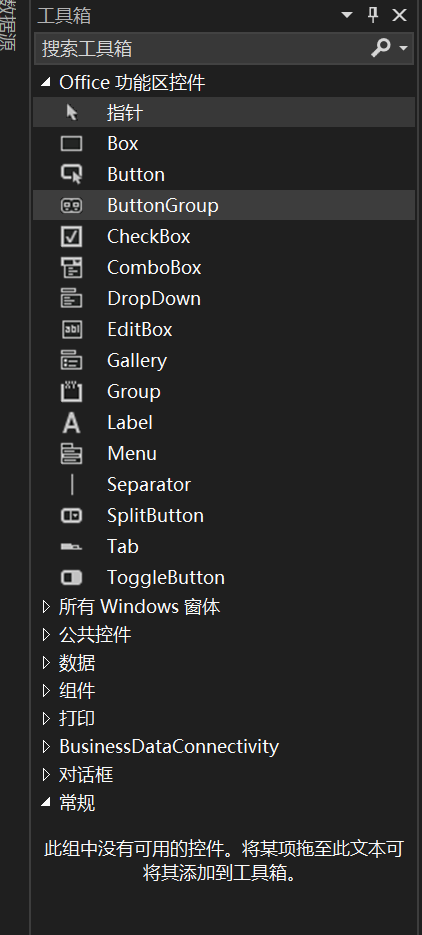 数据源
工具箱
搜索工具箱
Office 功能区控件
指针
Box
Button
ButtonGroup
CheckBox
ComboBox
DropDown
EditBox
Gallery
Group
Label
Menu
Separator
SplitButton
Tab
ToggleButton
所有 Windows 窗体
公共控件
数据
组件
打印
BusinessDataConnectivity
对话框
常规
此组中没有可用的控件。将某项拖至此文本可
将其添加到工具箱。